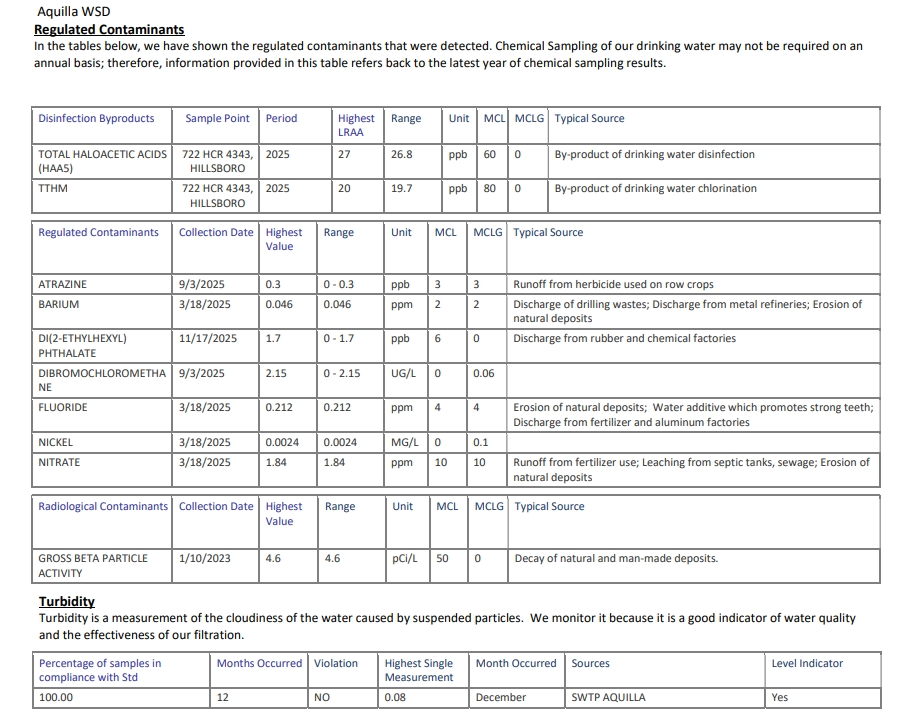 Aquilla WSD
Regulated Contaminants
In the tables below, we have shown the regulated contaminants that were detected. Chemical Sampling of our drinking water may not be required on an
annual basis; therefore, information provided in this table refers back to the latest year of chemical sampling results.
Disinfection Byproducts Sample Point Period Highest LRAA Range Unit MCL MCLG Typical Source
TOTAL HALOACETIC ACIDS (HAA5) 722 HCR 4343, HILLSBORO 2025 27 26.8 ppb 60 0 By-product of drinking water disinfection
TTHM 722 HCR 4343, HILLSBORO 2025 20 19.7 ppb 80 0 By-product of drinking water chlorination
Regulated Contaminants Collection Date Highest Value Range Unit MCL MCLG Typical Source
ATRAZINE 9/3/2025 0.3 0 - 0.3 ppb 3 3 Runoff from herbicide used on row crops
BARIUM 3/18/2025 0.046 0.046 ppm 2 2 Discharge of drilling wastes; Discharge from metal refineries; Erosion of natural deposits
DI(2-ETHYLHEXYL) PHTHALATE 11/17/2025 1.7 0 - 1.7 ppb 6 0 Discharge from rubber and chemical factories
DIBROMOCHLOROMETHA NE 9/3/2025 2.15 0 - 2.15 UG/L 0 0.06
FLUORIDE 3/18/2025 0.212 0.212 ppm 4 4 Erosion of natural deposits; Water additive which promotes strong teeth; Discharge from fertilizer and aluminum factories
NICKEL 3/18/2025 0.0024 0.0024 MG/L 0 0.1
NITRATE 3/18/2025 1.84 1.84 ppm 10 10 Runoff from fertilizer use; Leaching from septic tanks, sewage; Erosion of natural deposits
Radiological Contaminants Collection Date Highest Value Range Unit MCL MCLG Typical Source
GROSS BETA PARTICLE ACTIVITY 1/10/2023 4.6 4.6 pCi/L 50 0 Decay of natural and man-made deposits.
Turbidity
Turbidity is a measurement of the cloudiness of the water caused by suspended particles. We monitor it because it is a good indicator of water quality
and the effectiveness of our filtration.
Percentage of samples in compliance with Std Months Occurred Violation Highest Single Measurement Month Occurred Sources Level Indicator
100.00 12 NO 0.08 December SWTP AQUILLA Yes